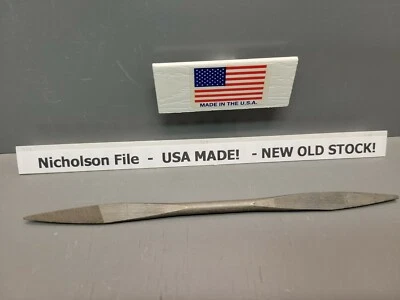 MADE IN THE U.S.A.
Nicholson File - USA MADE! - NEW OLD STOCK!